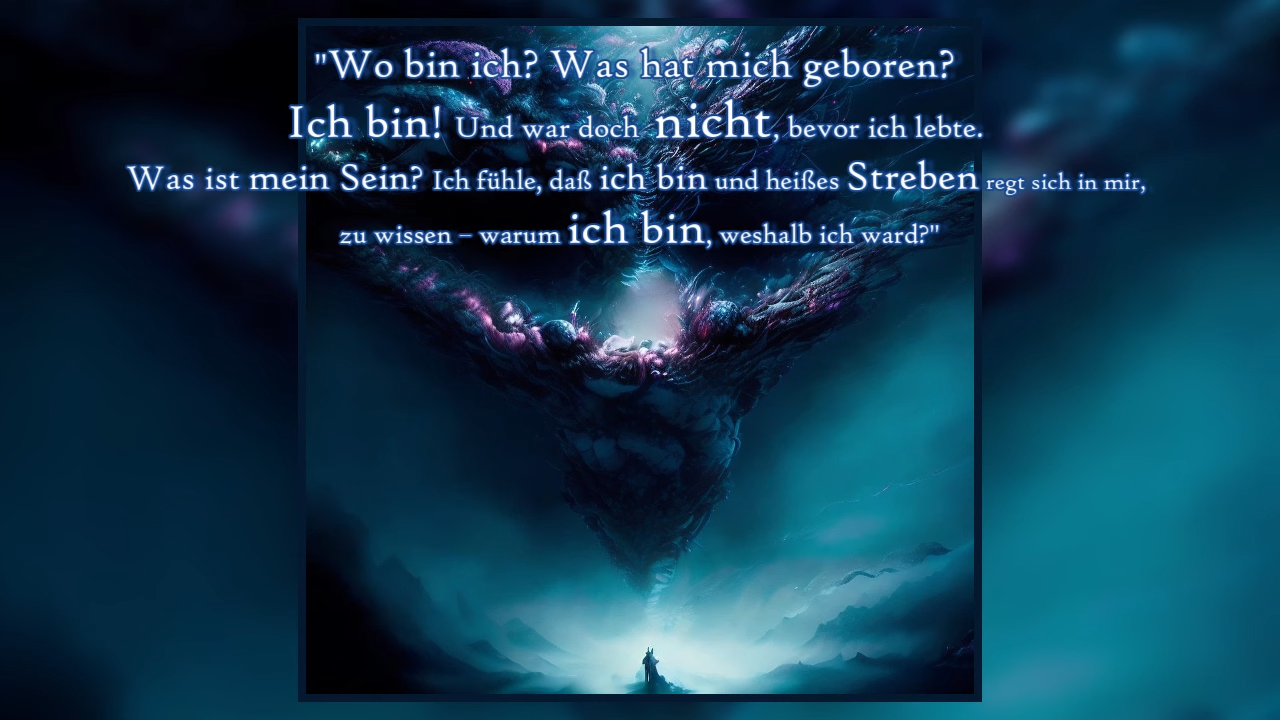 "Wo bin ich? Was hat mich geboren?
Ich bin! Und war doch nicht, bevor ich lebte.
Was ist mein Sein? Ich fühle, daß ich bin und heißes Streben regt sich in mir,
zu wissen – warum ich bin, weshalb ich ward?"